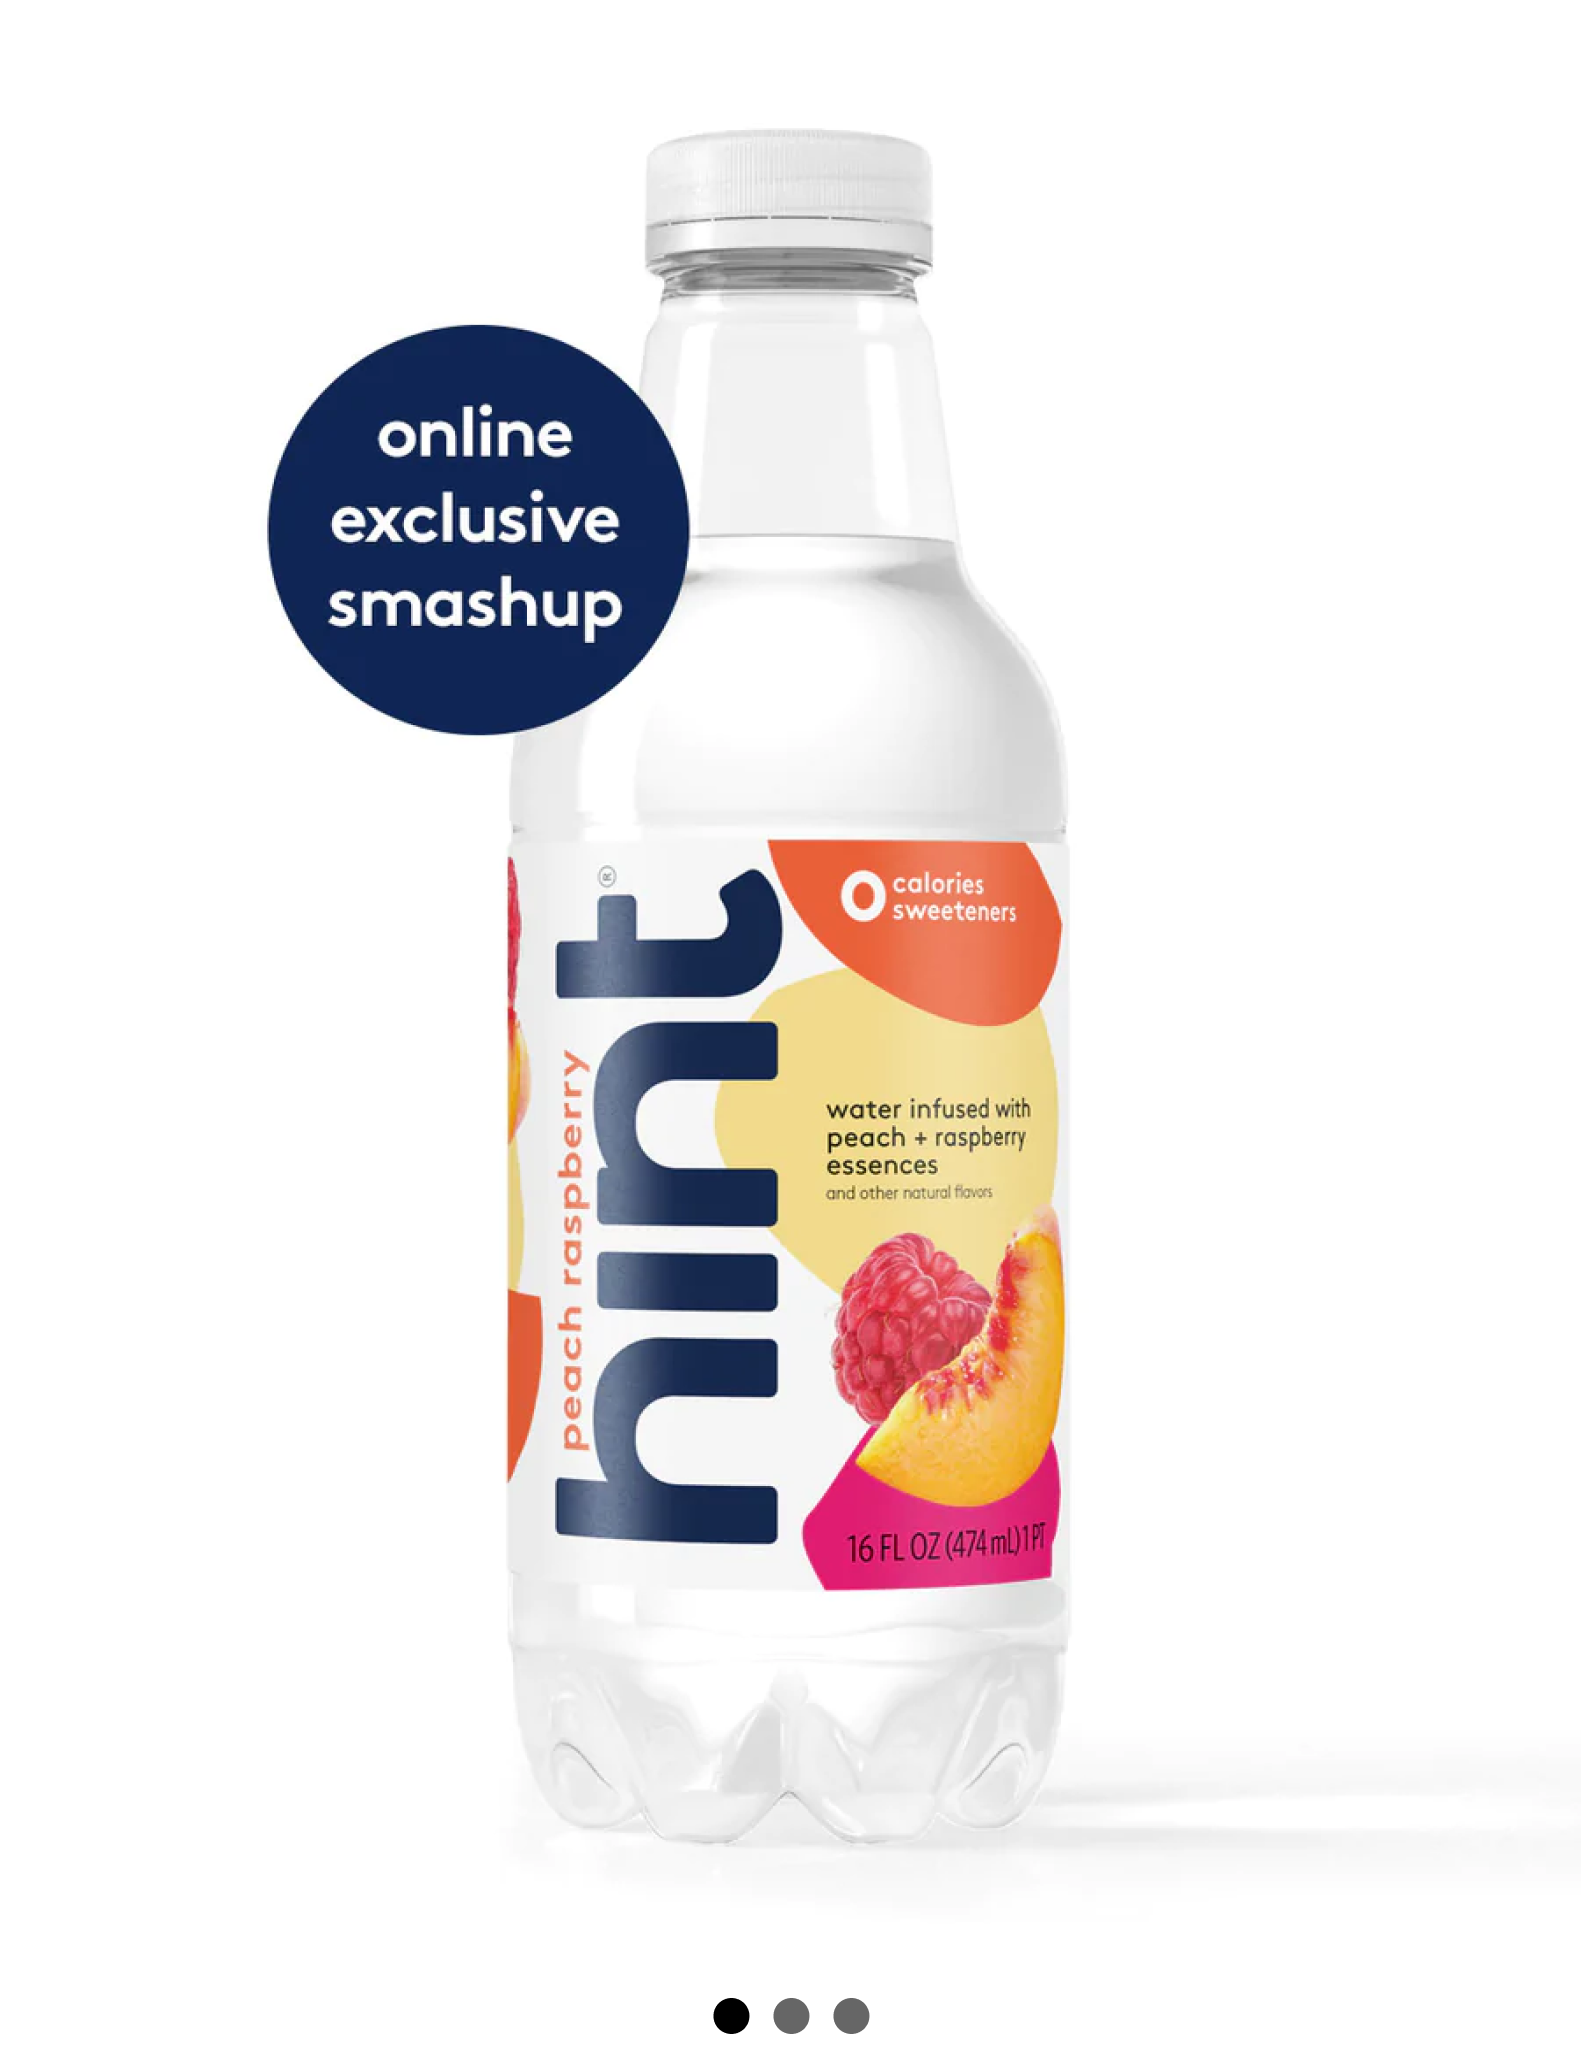 online
exclusive
smashup
hint®
peach raspberry
0 calories
sweeteners
water infused with
peach + raspberry
essences
and other natural flavors
16 FL OZ (474 mL) 1 PT